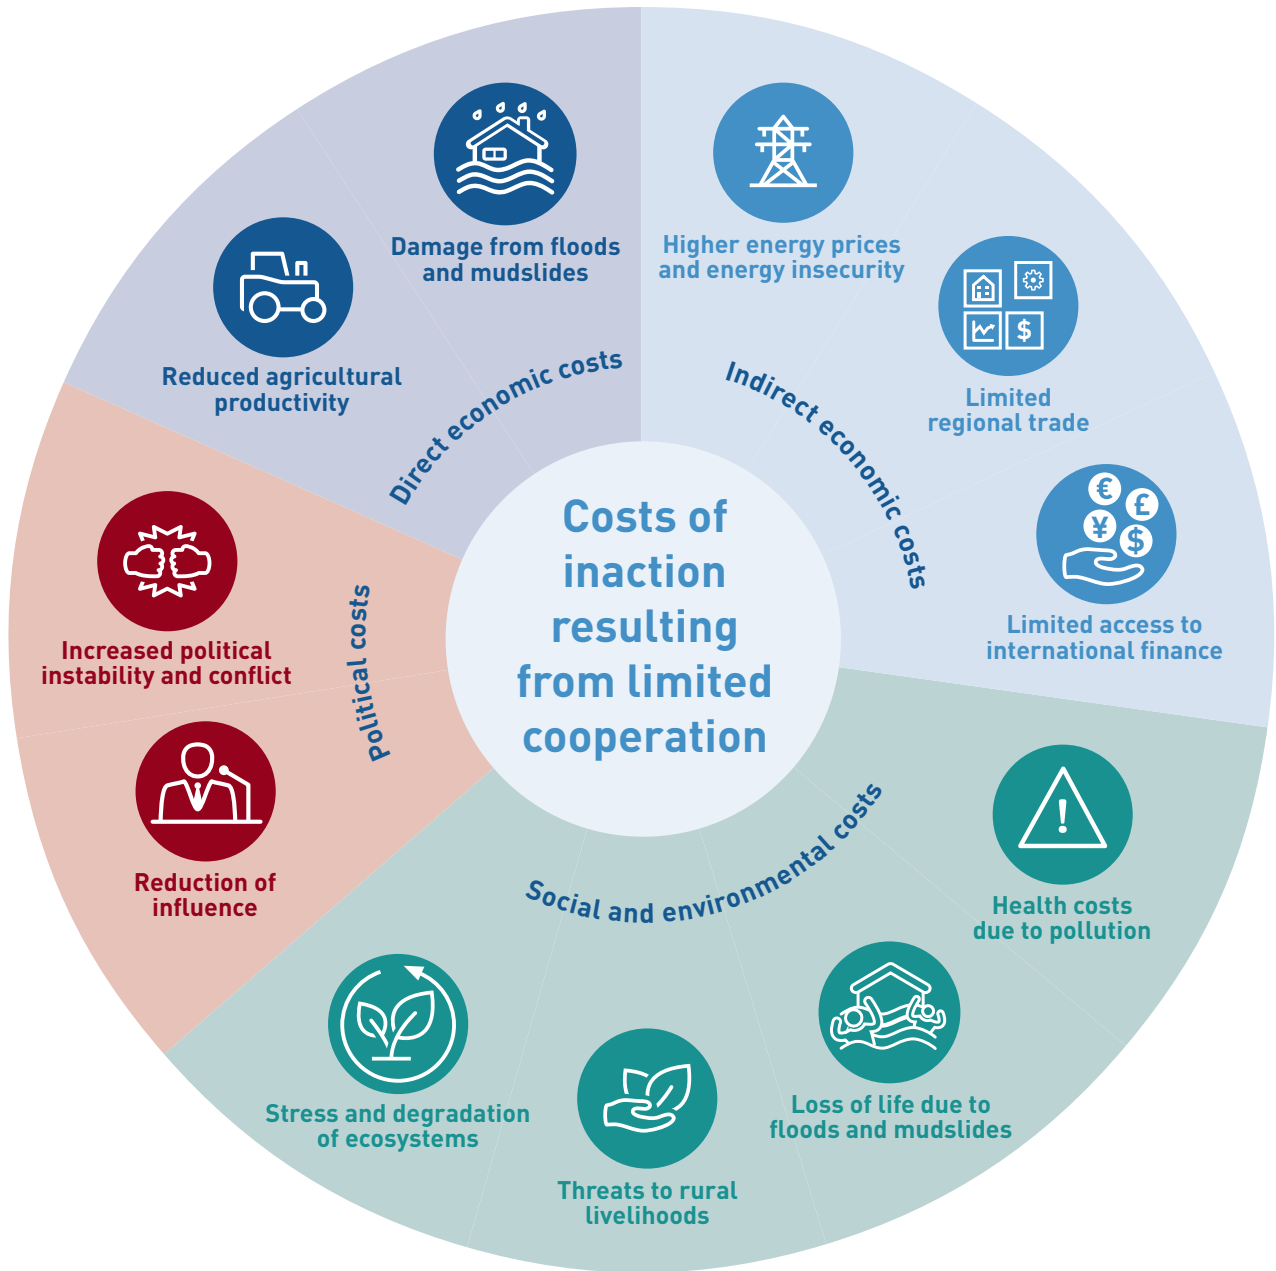 Costs of
inaction
resulting
from limited
cooperation
Direct economic costs
Damage from floods
and mudslides
Reduced agricultural
productivity
Indirect economic costs
Higher energy prices
and energy insecurity
Limited
regional trade
$
Limited access to
international finance
€
£
¥
$
Social and environmental costs
!
Health costs
due to pollution
Loss of life due to
floods and mudslides
Threats to rural
livelihoods
Stress and degradation
of ecosystems
Political costs
Increased political
instability and conflict
Reduction of
influence